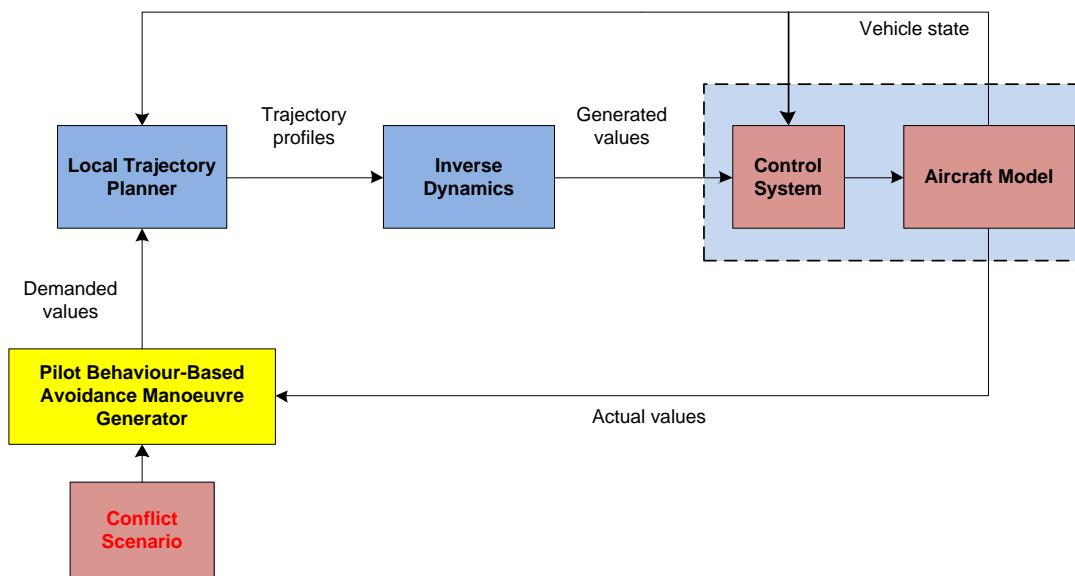 Vehicle state
Trajectory
profiles
Generated
values
Local Trajectory
Planner
Inverse
Dynamics
Control
System
Aircraft Model
Demanded
values
Pilot Behaviour-Based
Avoidance Manoeuvre
Generator
Actual values
Conflict
Scenario